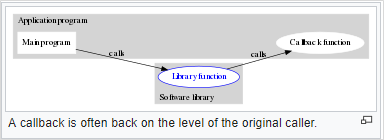 Application program
Main program
Callback function
calls
calls
Library function
Software library
A callback is often back on the level of the original caller.